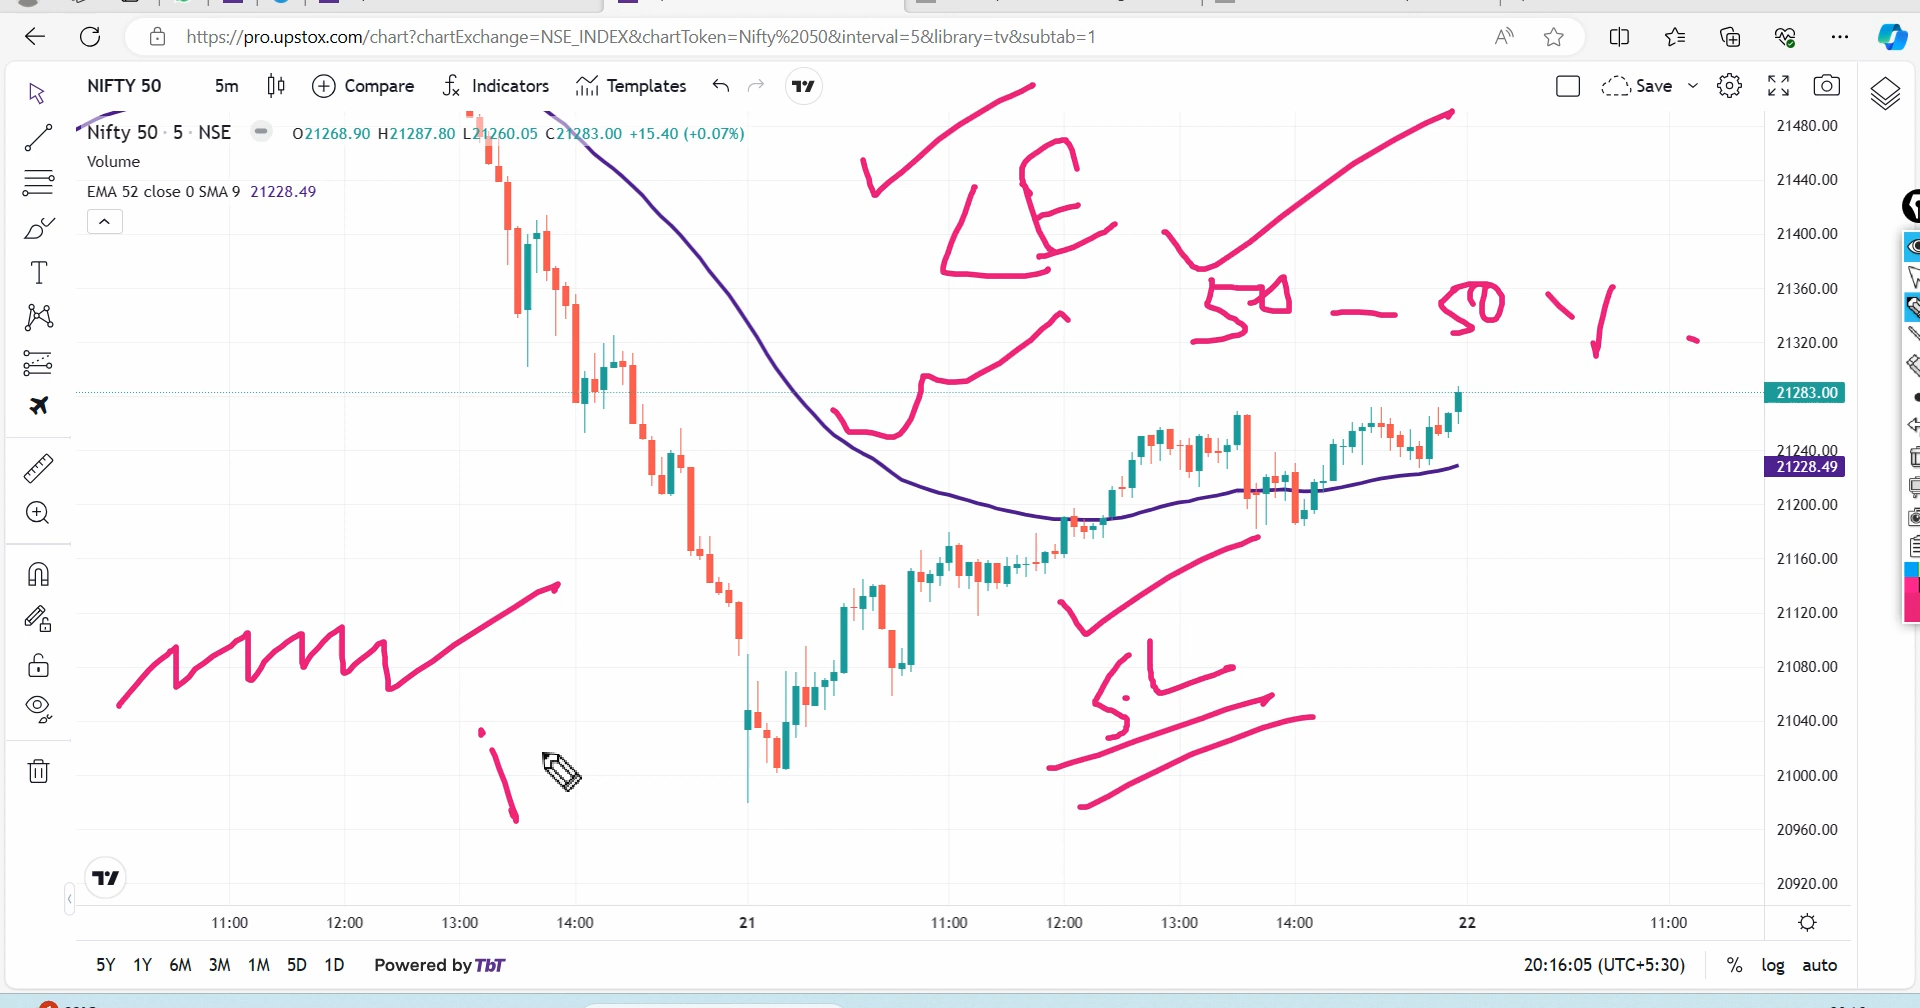 https://pro.upstox.com/chart?chartExchange=NSE_INDEX&chartToken=Nifty%2050&interval=5&library=tv&subtab=1
NIFTY 50 5m Compare Indicators Templates Save
Nifty 50 · 5 · NSE O21268.90 H21287.80 L21260.05 C21283.00 +15.40 (+0.07%)
Volume
EMA 52 close 0 SMA 9 21228.49
LE
50 — 50 %
SL
21480.00
21440.00
21400.00
21360.00
21320.00
21283.00
21240.00
21228.49
21200.00
21160.00
21120.00
21080.00
21040.00
21000.00
20960.00
20920.00
11:00 12:00 13:00 14:00 21 11:00 12:00 13:00 14:00 22 11:00
5Y 1Y 6M 3M 1M 5D 1D Powered by TbT 20:16:05 (UTC+5:30) % log auto